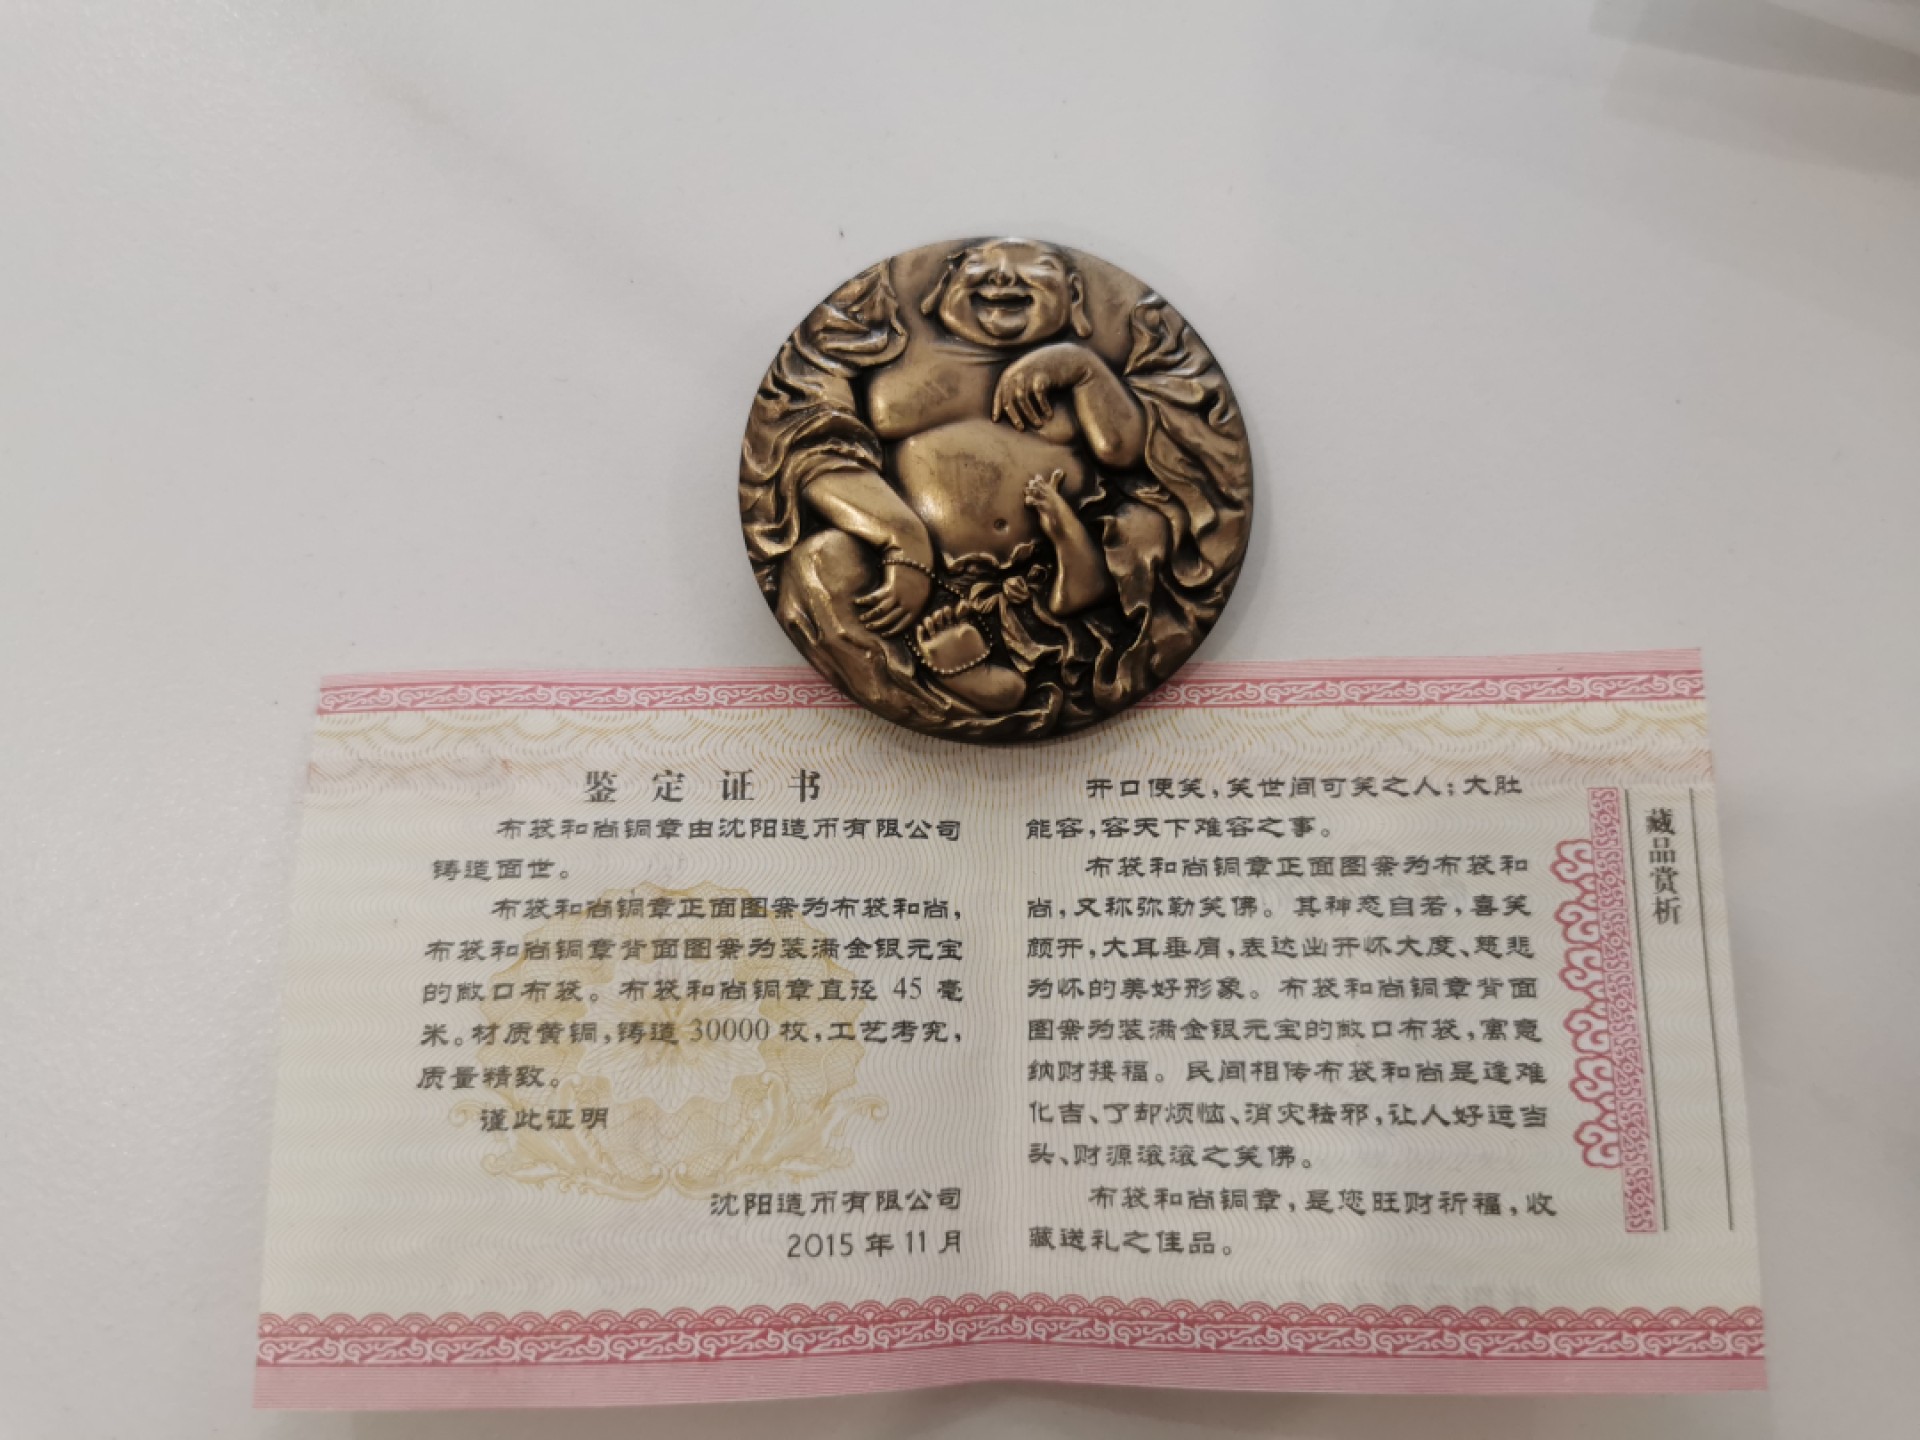 鉴定证书
布袋和尚铜章由沈阳造币有限公司
铸造面世。
布袋和尚铜章正面图案为布袋和尚，
布袋和尚铜章背面图案为装满金银元宝
的敞口布袋。布袋和尚铜章直径 45 毫
米。材质黄铜，铸造 30000 枚，工艺考究，
质量精致。
谨此证明
沈阳造币有限公司
2015 年 11 月
开口便笑，笑世间可笑之人；大肚
能容，容天下难容之事。
布袋和尚铜章正面图案为布袋和
尚，又称弥勒笑佛。其神态自若，喜笑
颜开，大耳垂肩，表达出开怀大度、慈悲
为怀的美好形象。布袋和尚铜章背面
图案为装满金银元宝的敞口布袋，寓意
纳财接福。民间相传布袋和尚是逢难
化吉、了却烦恼、消灾祛邪，让人好运当
头、财源滚滚之笑佛。
布袋和尚铜章，是您旺财祈福，收
藏送礼之佳品。
藏品赏析